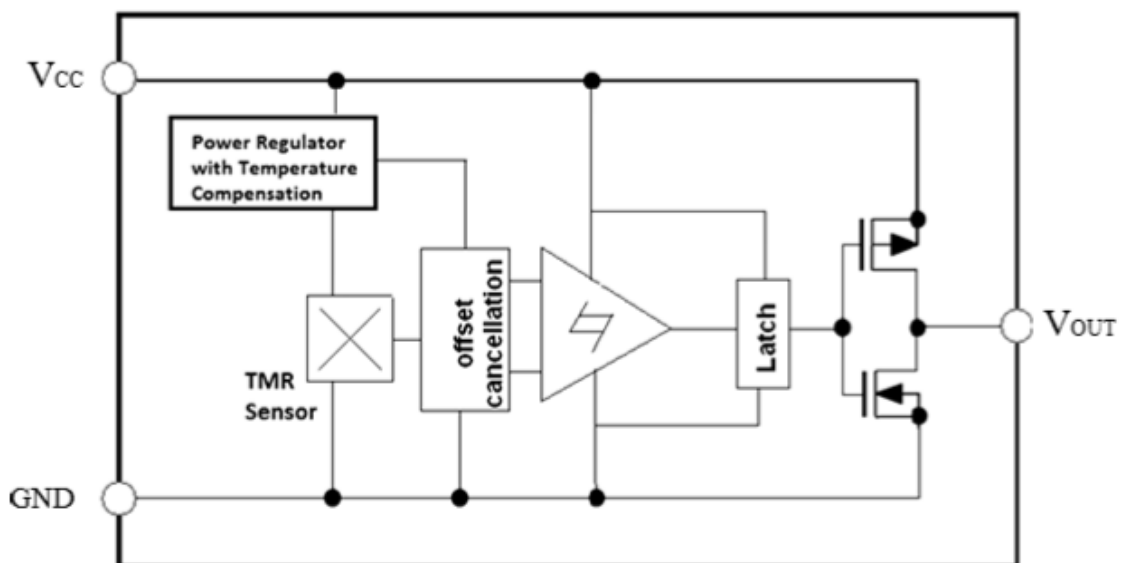 VCC
Power Regulator
with Temperature
Compensation
offset
cancellation
Latch
VOUT
TMR
Sensor
GND